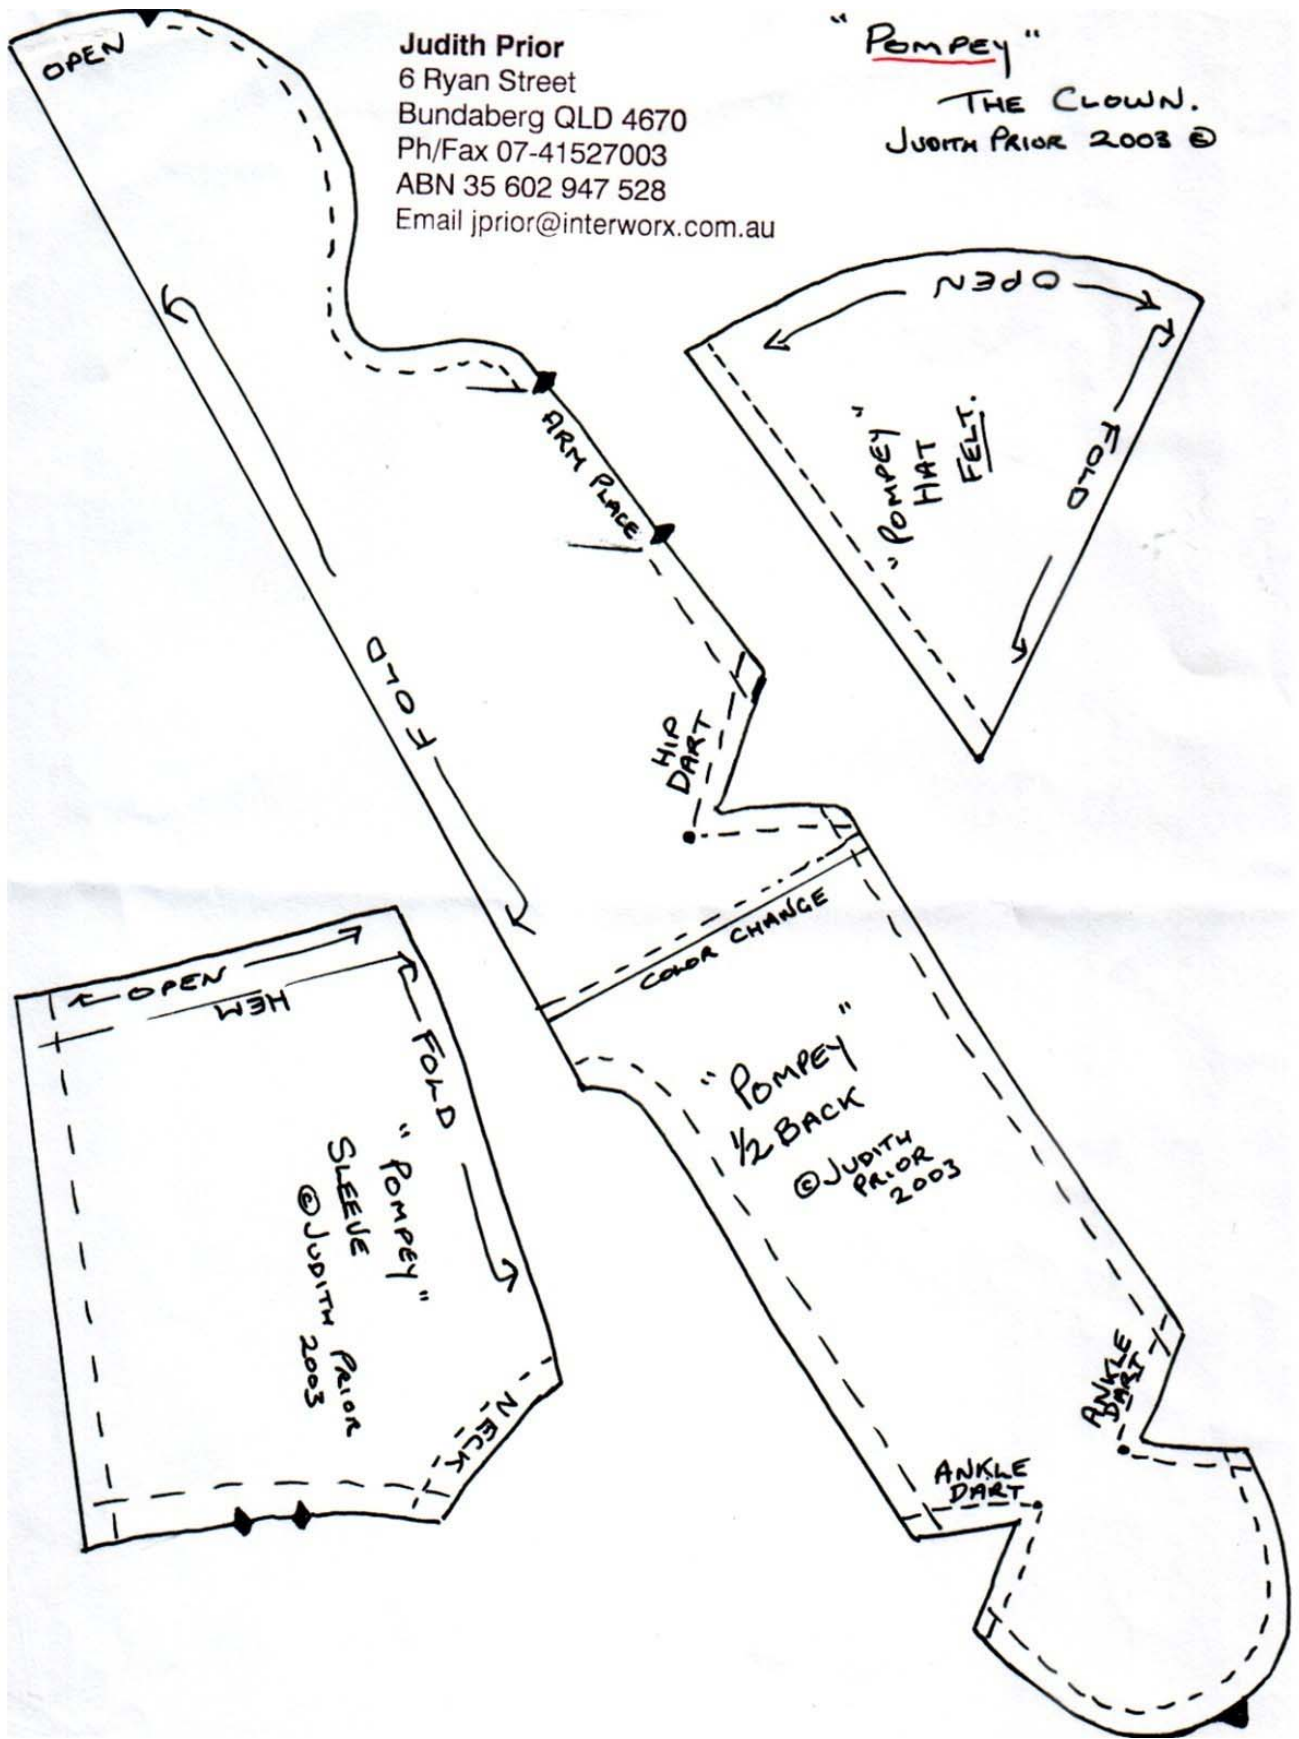 OPEN
Judith Prior
6 Ryan Street
Bundaberg QLD 4670
Ph/Fax 07-41527003
ABN 35 602 947 528
Email jprior@interworx.com.au
"POMPEY"
THE CLOWN.
JUDITH PRIOR 2003 ©
OPEN
FOLD
"POMPEY"
HAT
FELT.
ARM PLACE
FOLD
HIP
DART
COLOR CHANGE
"POMPEY"
1/2 BACK
© JUDITH
PRIOR
2003
ANKLE
DART
ANKLE
DART
OPEN
HEM
FOLD
"POMPEY"
SLEEVE
© JUDITH PRIOR
2003
NECK